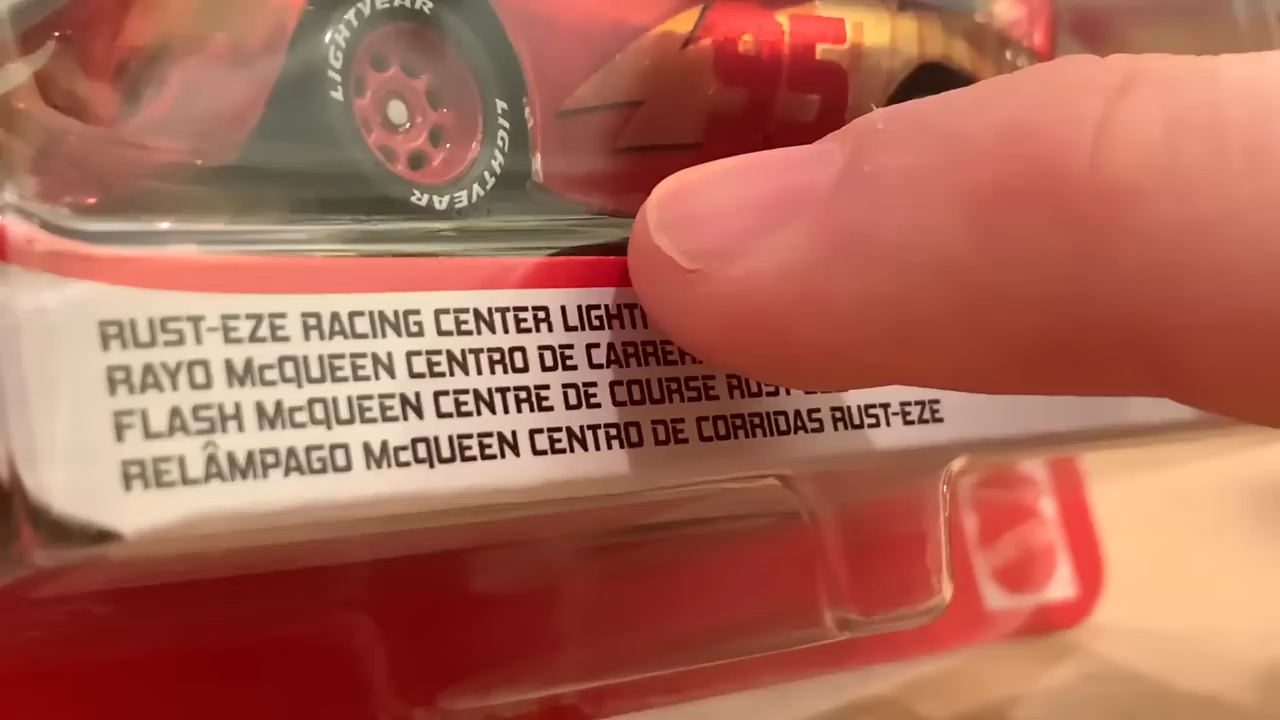 LIGHTYEAR
LIGHTYEAR
95
RUST-EZE RACING CENTER
RAYO McQUEEN CENTRO DE
FLASH McQUEEN CENTRE DE COURSE
RELÂMPAGO McQUEEN CENTRO DE CORRIDAS RUST-EZE